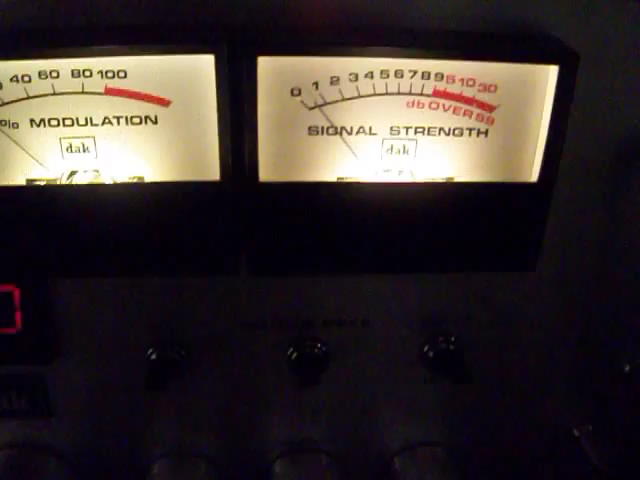 40 60 80 100
% MODULATION
dak
0 1 2 3 4 5 6 7 8 9 5 10 30
db OVER S9
SIGNAL STRENGTH
dak